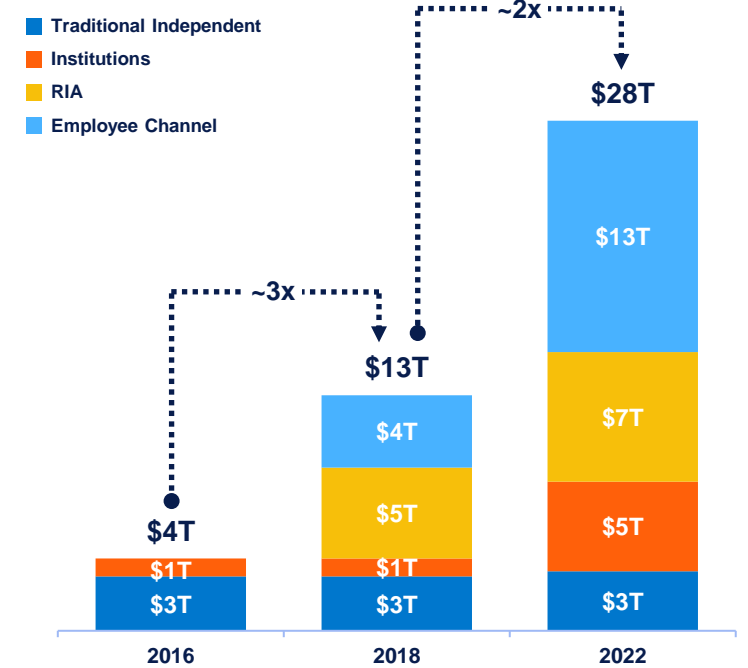 Traditional Independent
Institutions
RIA
Employee Channel
~2x
$28T
$13T
~3x
$13T
$4T
$7T
$5T
$4T
$5T
$1T
$1T
$3T
$3T
$3T
2016
2018
2022